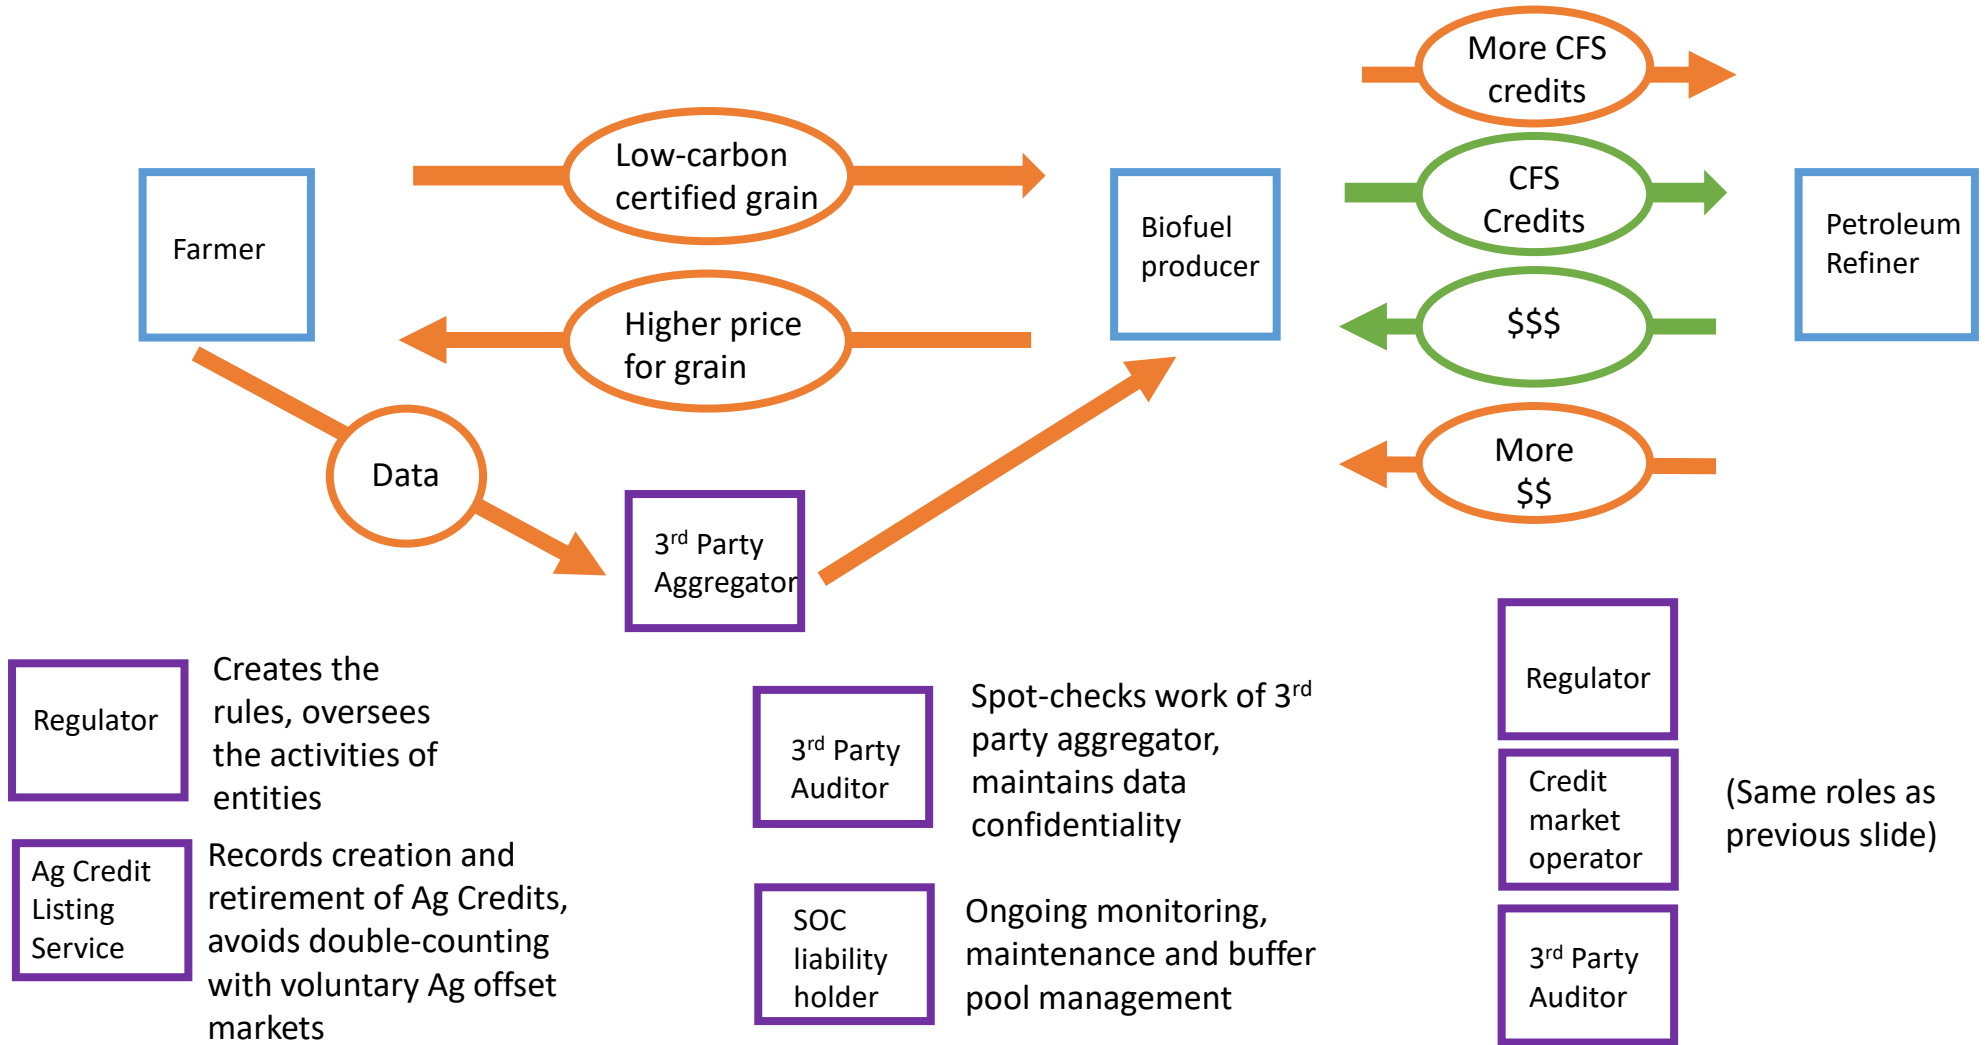 More CFS
credits
Low-carbon
certified grain
CFS
Credits
Farmer
Biofuel
producer
Petroleum
Refiner
Higher price
for grain
$$$
Data
More
$$
3rd Party
Aggregator
Regulator
Creates the
rules, oversees
the activities of
entities
3rd Party
Auditor
Spot-checks work of 3rd
party aggregator,
maintains data
confidentiality
Regulator
Credit
market
operator
(Same roles as
previous slide)
Ag Credit
Listing
Service
Records creation and
retirement of Ag Credits,
avoids double-counting
with voluntary Ag offset
markets
SOC
liability
holder
Ongoing monitoring,
maintenance and buffer
pool management
3rd Party
Auditor